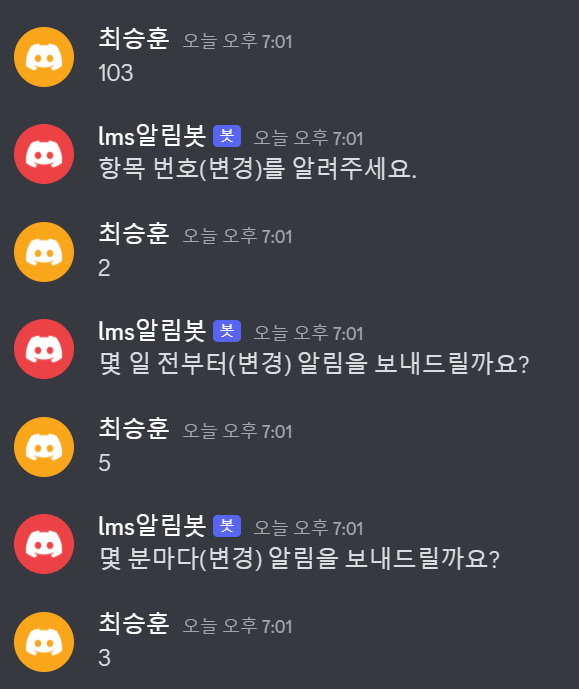 최승훈 오늘 오후 7:01
103
lms알림봇 봇 오늘 오후 7:01
항목 번호(변경)를 알려주세요.
최승훈 오늘 오후 7:01
2
lms알림봇 봇 오늘 오후 7:01
몇 일 전부터(변경) 알림을 보내드릴까요?
최승훈 오늘 오후 7:01
5
lms알림봇 봇 오늘 오후 7:01
몇 분마다(변경) 알림을 보내드릴까요?
최승훈 오늘 오후 7:01
3